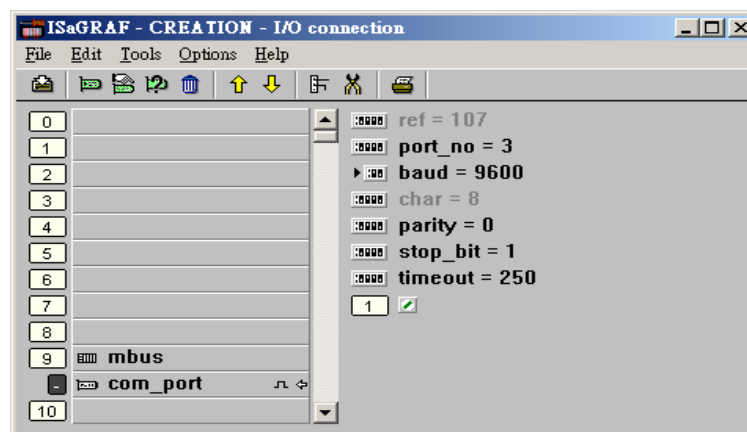 ISaGRAF - CREATION - I/O connection
File Edit Tools Options Help
0
1
2
3
4
5
6
7
8
9 mbus
- com_port
10
ref = 107
port_no = 3
baud = 9600
char = 8
parity = 0
stop_bit = 1
timeout = 250
1